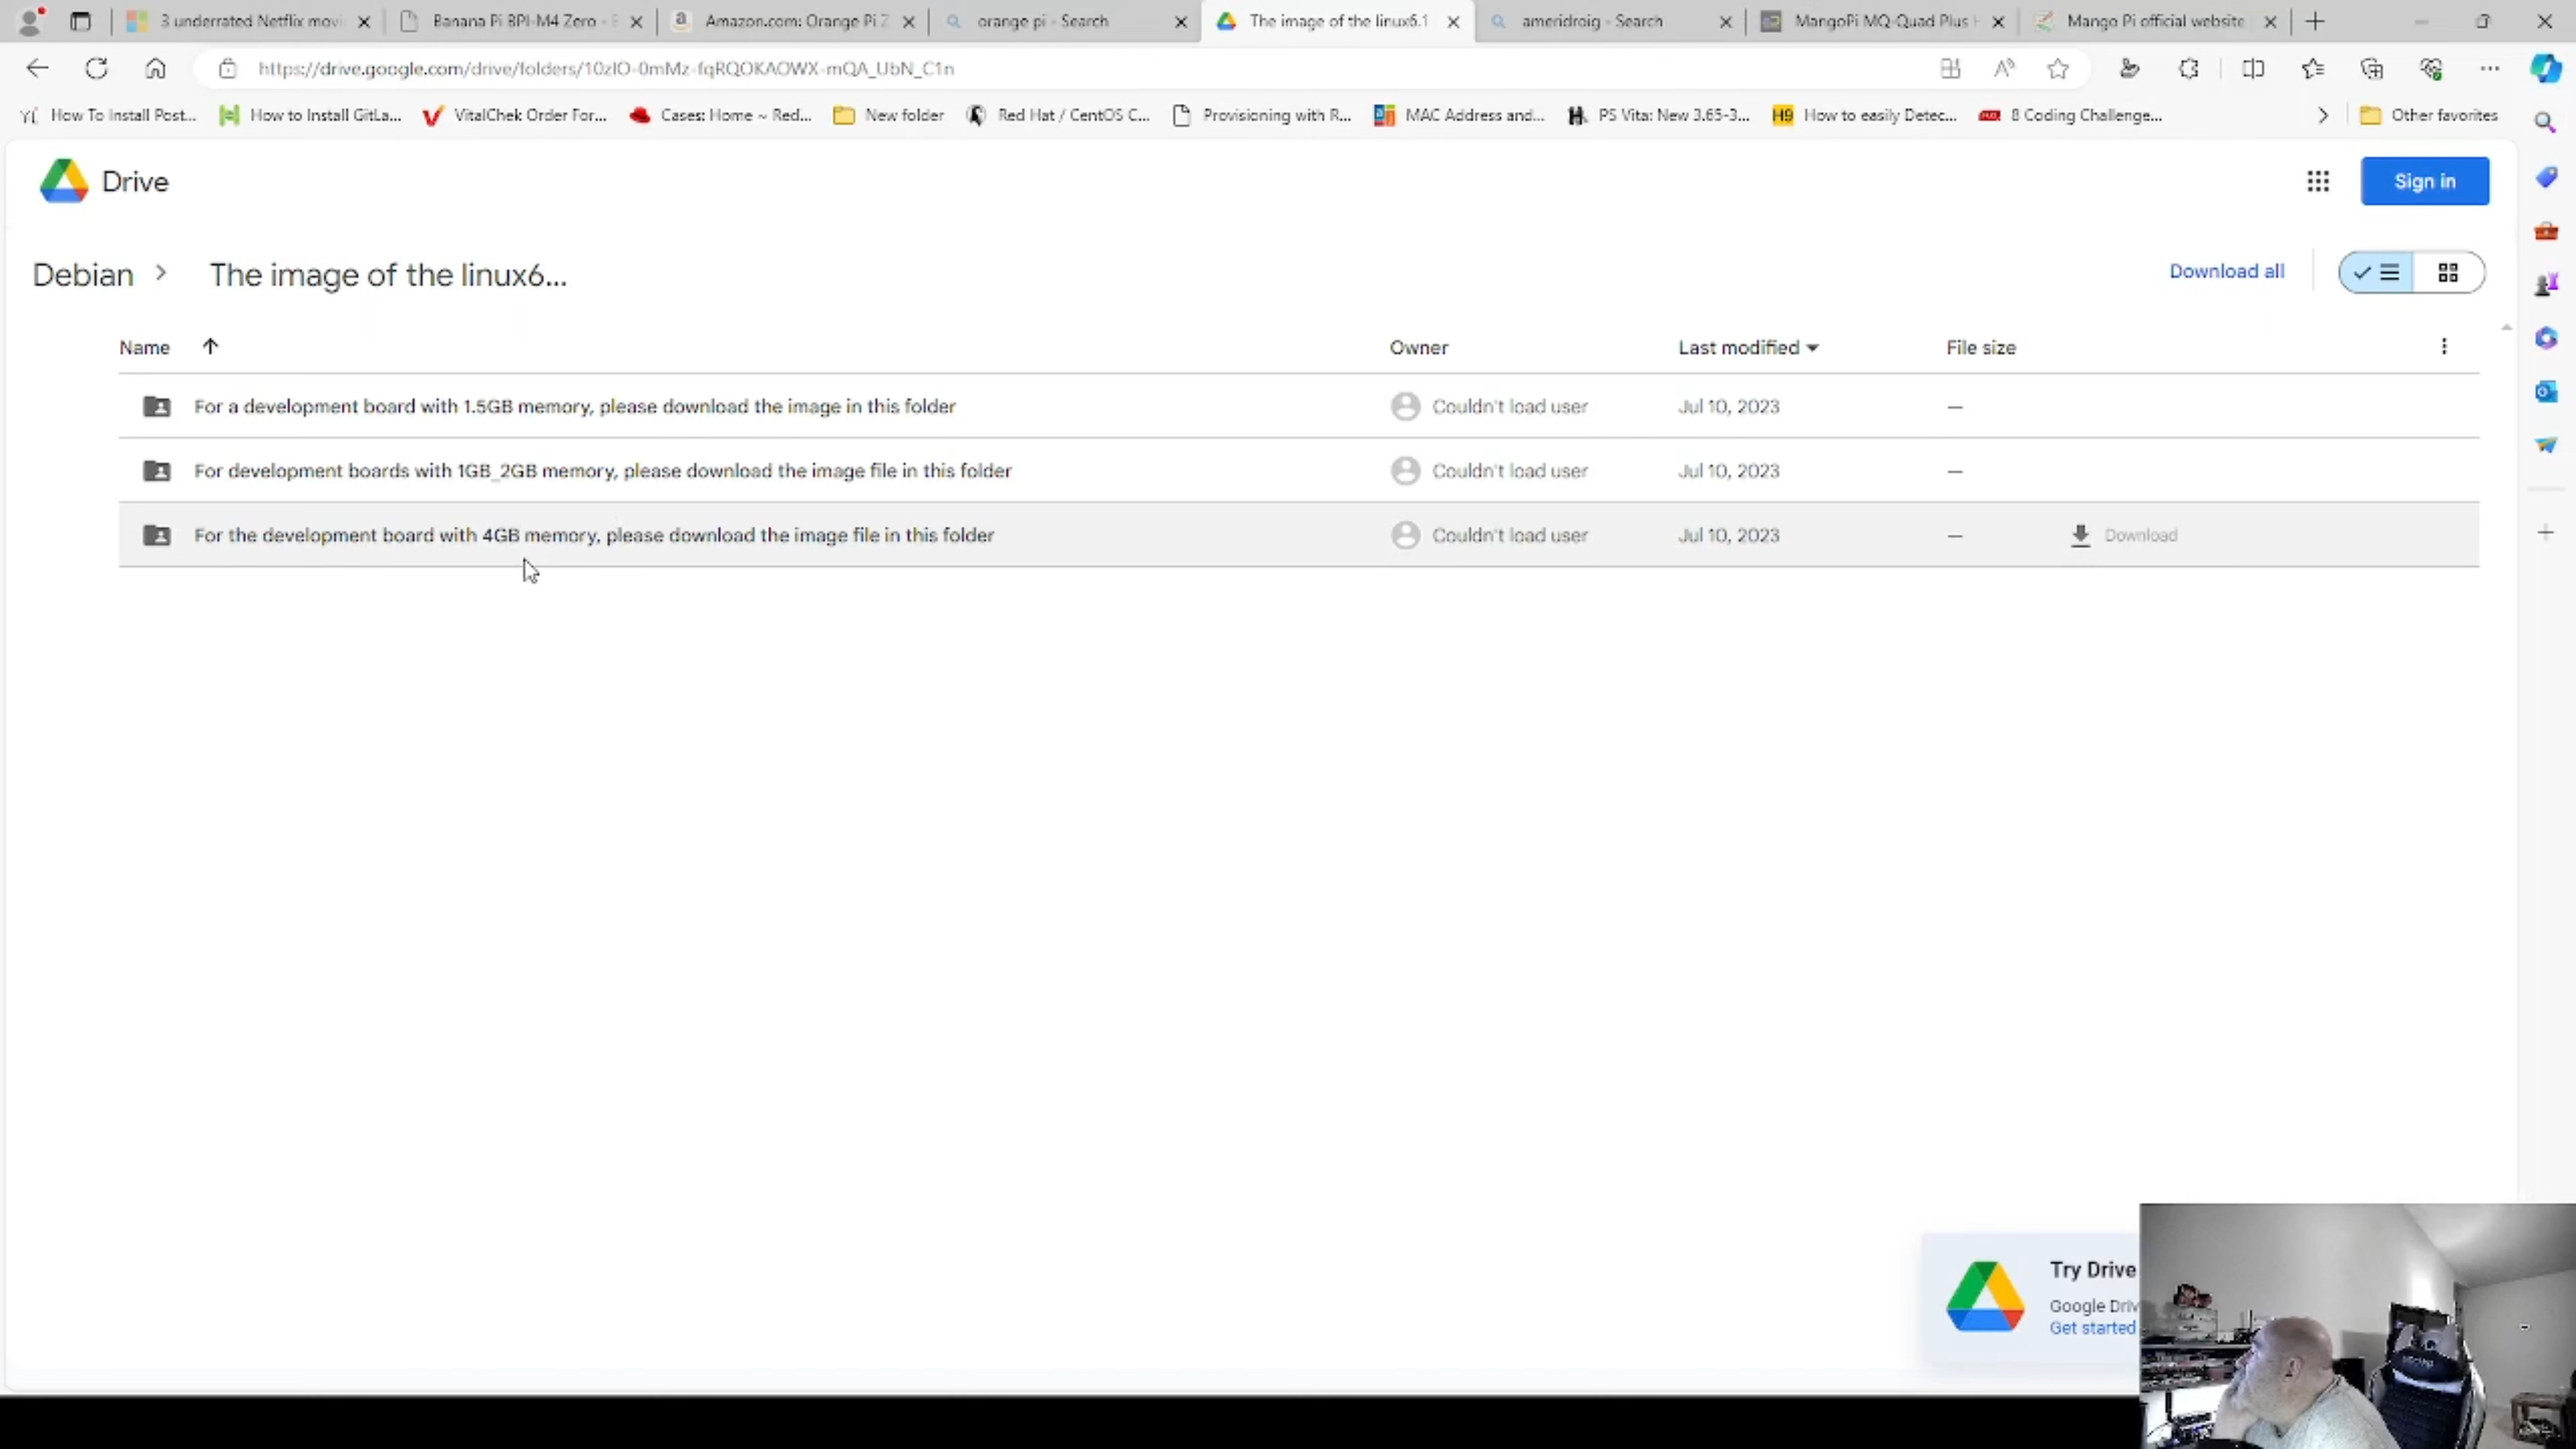 3 underrated Netflix movi
Banana Pi BPI-M4 Zero - B
Amazon.com: Orange Pi Z
orange pi - Search
The image of the linux6.1
ameridroig - Search
MangoPi MQ-Quad Plus H
Mango Pi official website
https://drive.google.com/drive/folders/10zIO-0mMz-fqRQOKAOWX-mQA_UbN_C1n
How To Install Post...
How to Install GitLa...
VitalChek Order For...
Cases: Home ~ Red...
New folder
Red Hat / CentOS C...
Provisioning with R...
MAC Address and...
PS Vita: New 3.65-3...
H9
How to easily Detec...
8 Coding Challenge...
Other favorites
Drive
Sign in
Debian
The image of the linux6...
Download all
Name
Owner
Last modified
File size
For a development board with 1.5GB memory, please download the image in this folder
Couldn't load user
Jul 10, 2023
—
For development boards with 1GB_2GB memory, please download the image file in this folder
Couldn't load user
Jul 10, 2023
—
For the development board with 4GB memory, please download the image file in this folder
Couldn't load user
Jul 10, 2023
—
Download
Try Drive
Google Driv
Get started